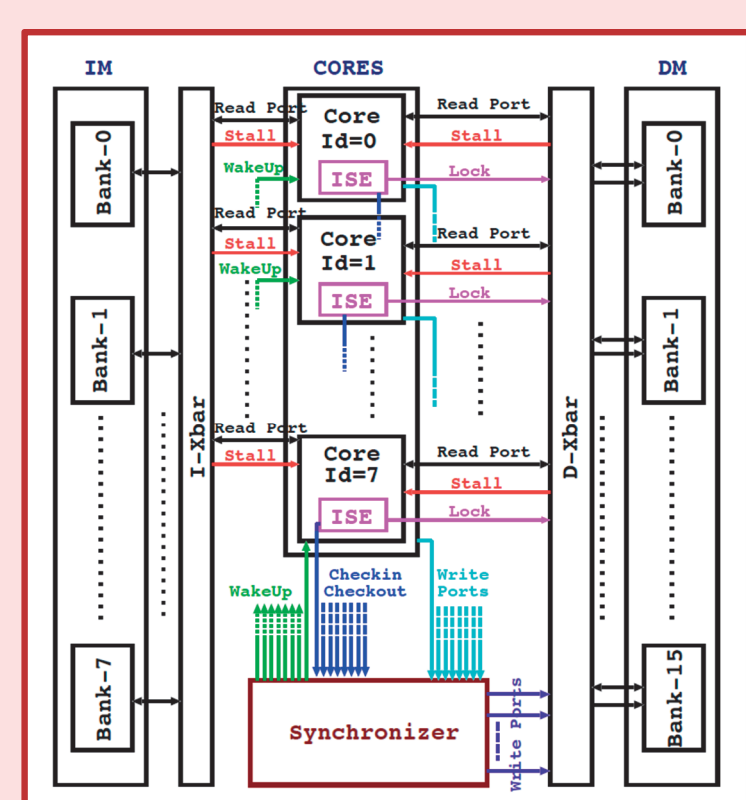 IM
CORES
DM
Read Port
Core
Id=0
Read Port
Bank-0
Stall
Stall
Bank-0
WakeUp
ISE
Lock
Read Port
Core
Id=1
Read Port
Stall
Stall
WakeUp
ISE
Lock
Bank-1
Bank-1
I-Xbar
D-Xbar
Read Port
Core
Id=7
Read Port
Stall
Stall
ISE
Lock
WakeUp
Checkin
Checkout
Write
Ports
Bank-7
Bank-15
Synchronizer
Write Ports